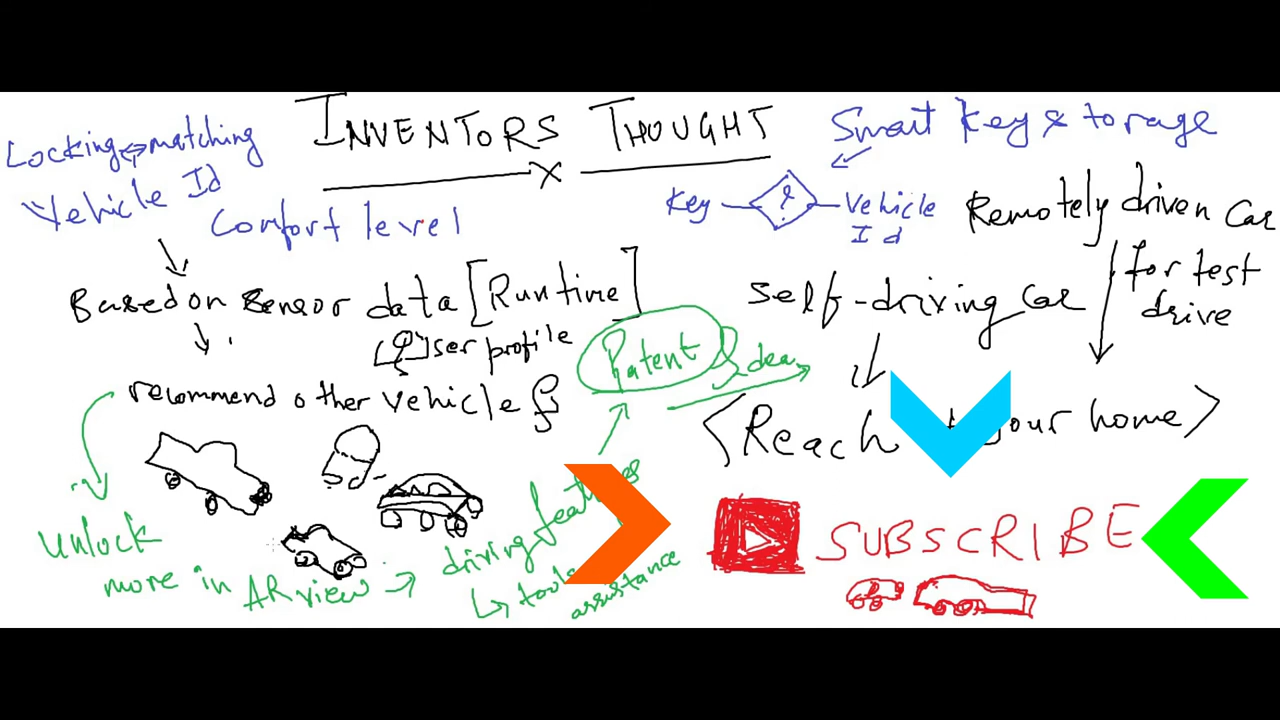 INVENTORS THOUGHT
Locking ↔ matching
Vehicle Id
Comfort level
Based on sensor data [Runtime]
User profile
recommend other vehicle
Unlock
more in AR view →
driving features
↳ tools
assistance
Patent Idea
Smart Key & torage
Key — ? — Vehicle
Id
Remotely driven Car
for test
drive
Self-driving Car
<Reach your home>
SUBSCRIBE